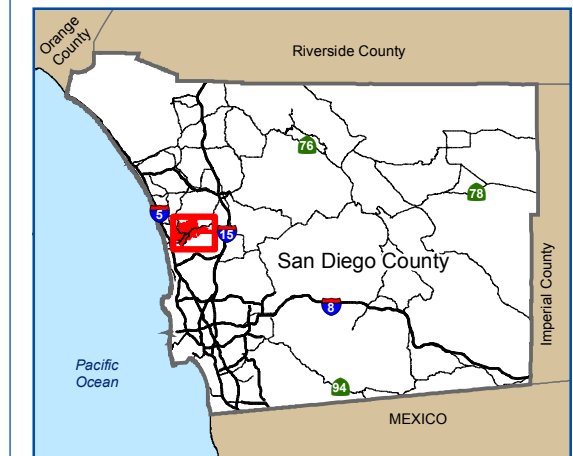 Orange
County
Riverside County
76
78
5
15
San Diego County
Imperial County
8
Pacific
Ocean
94
MEXICO